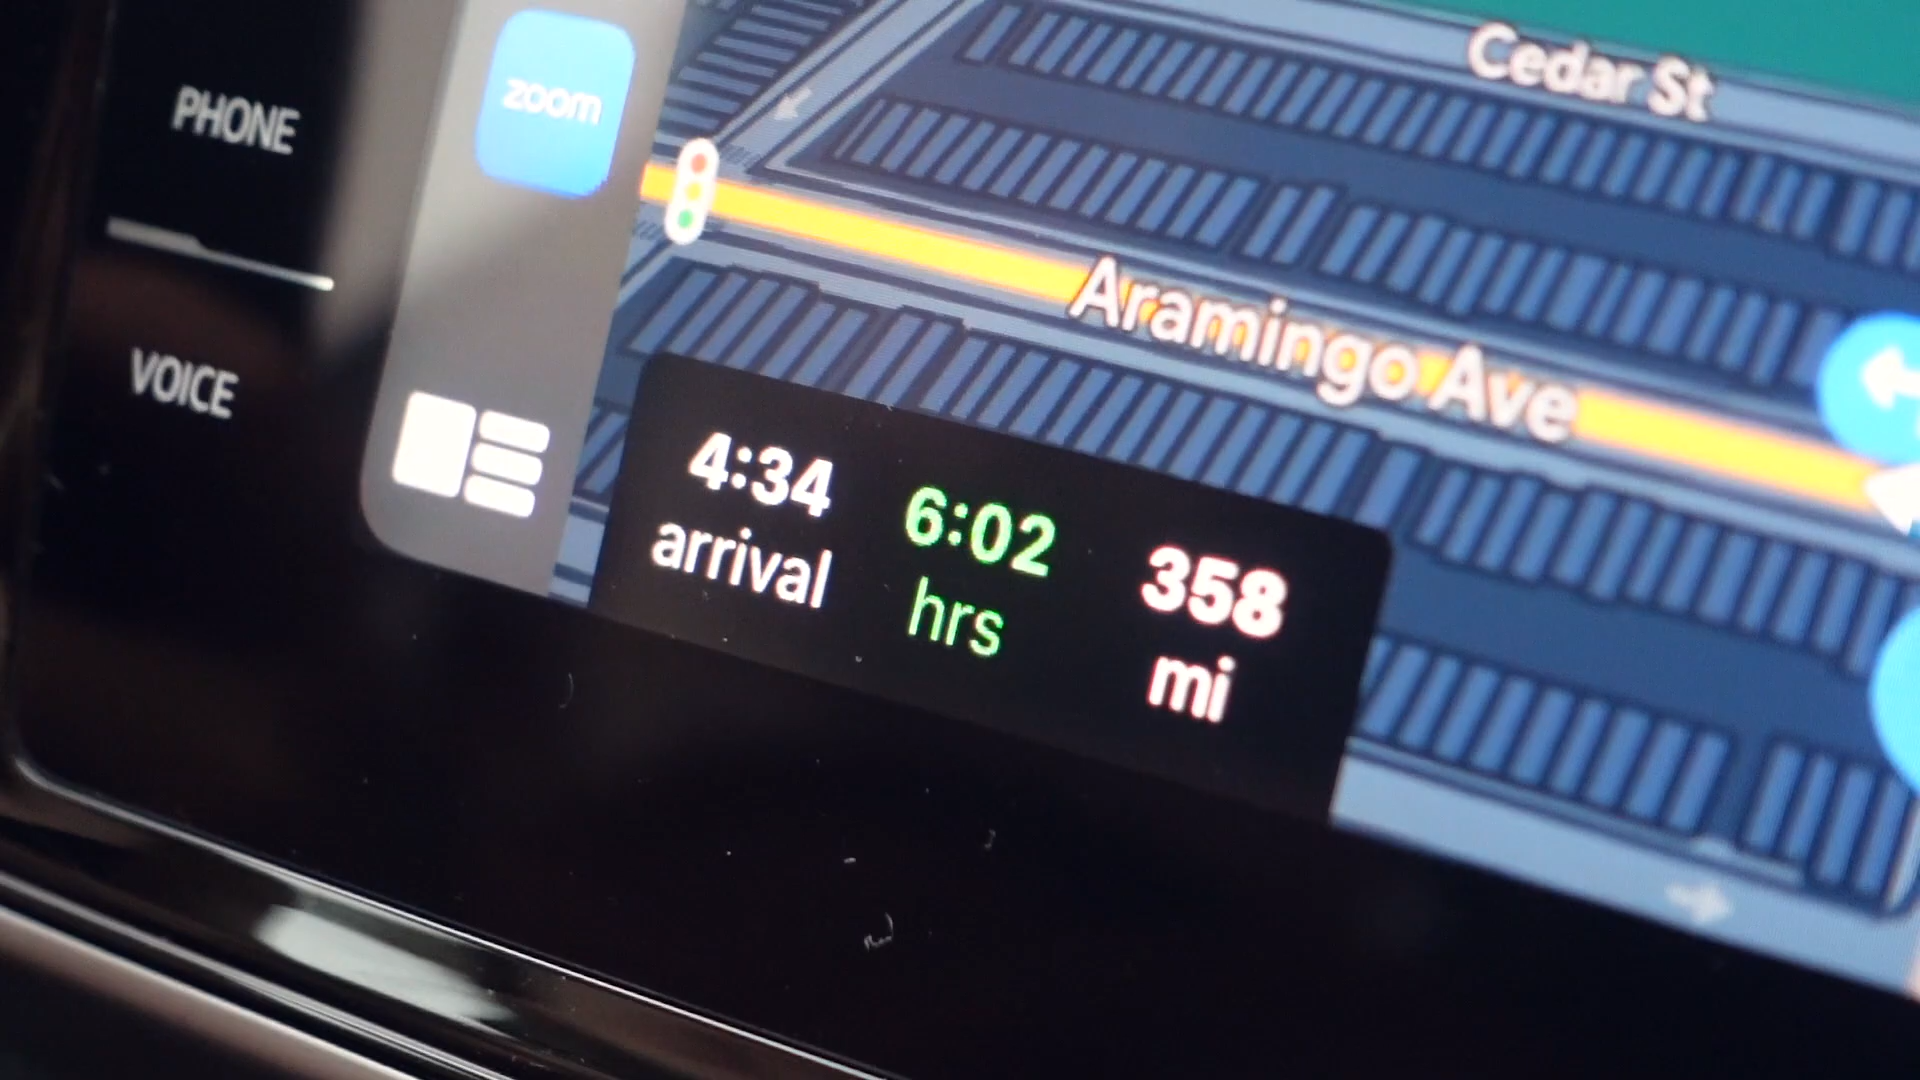 PHONE
VOICE
zoom
Cedar St
Aramingo Ave
4:34
arrival
6:02
hrs
358
mi